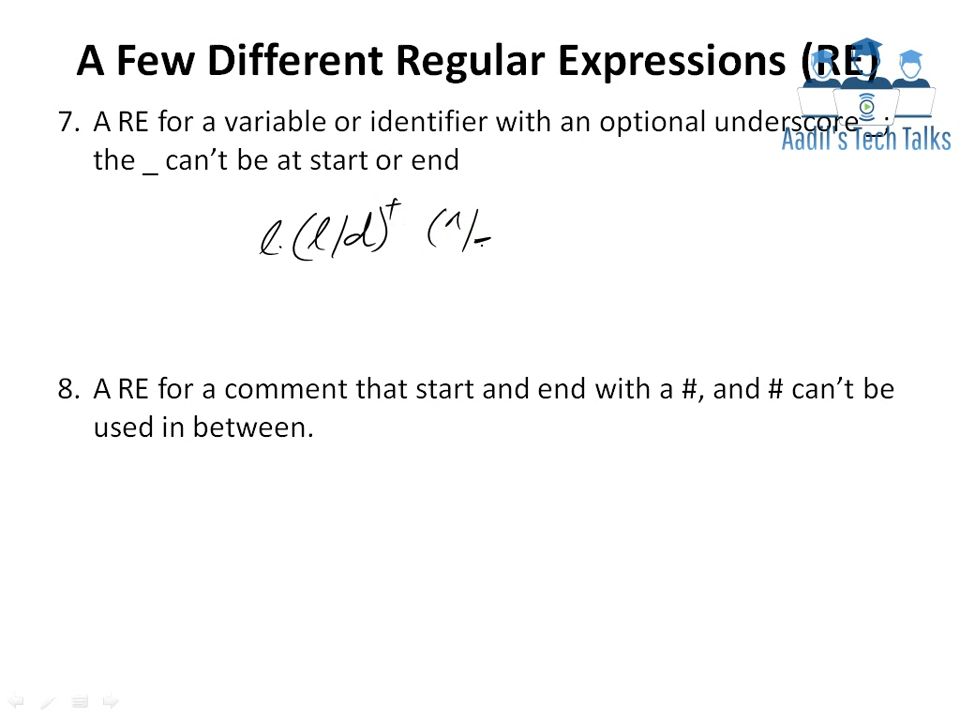 A Few Different Regular Expressions (RE)
7. A RE for a variable or identifier with an optional underscore _;
the _ can't be at start or end
Aadil's Tech Talks
l.(l/d)⁺ (^/_
8. A RE for a comment that start and end with a #, and # can't be
used in between.